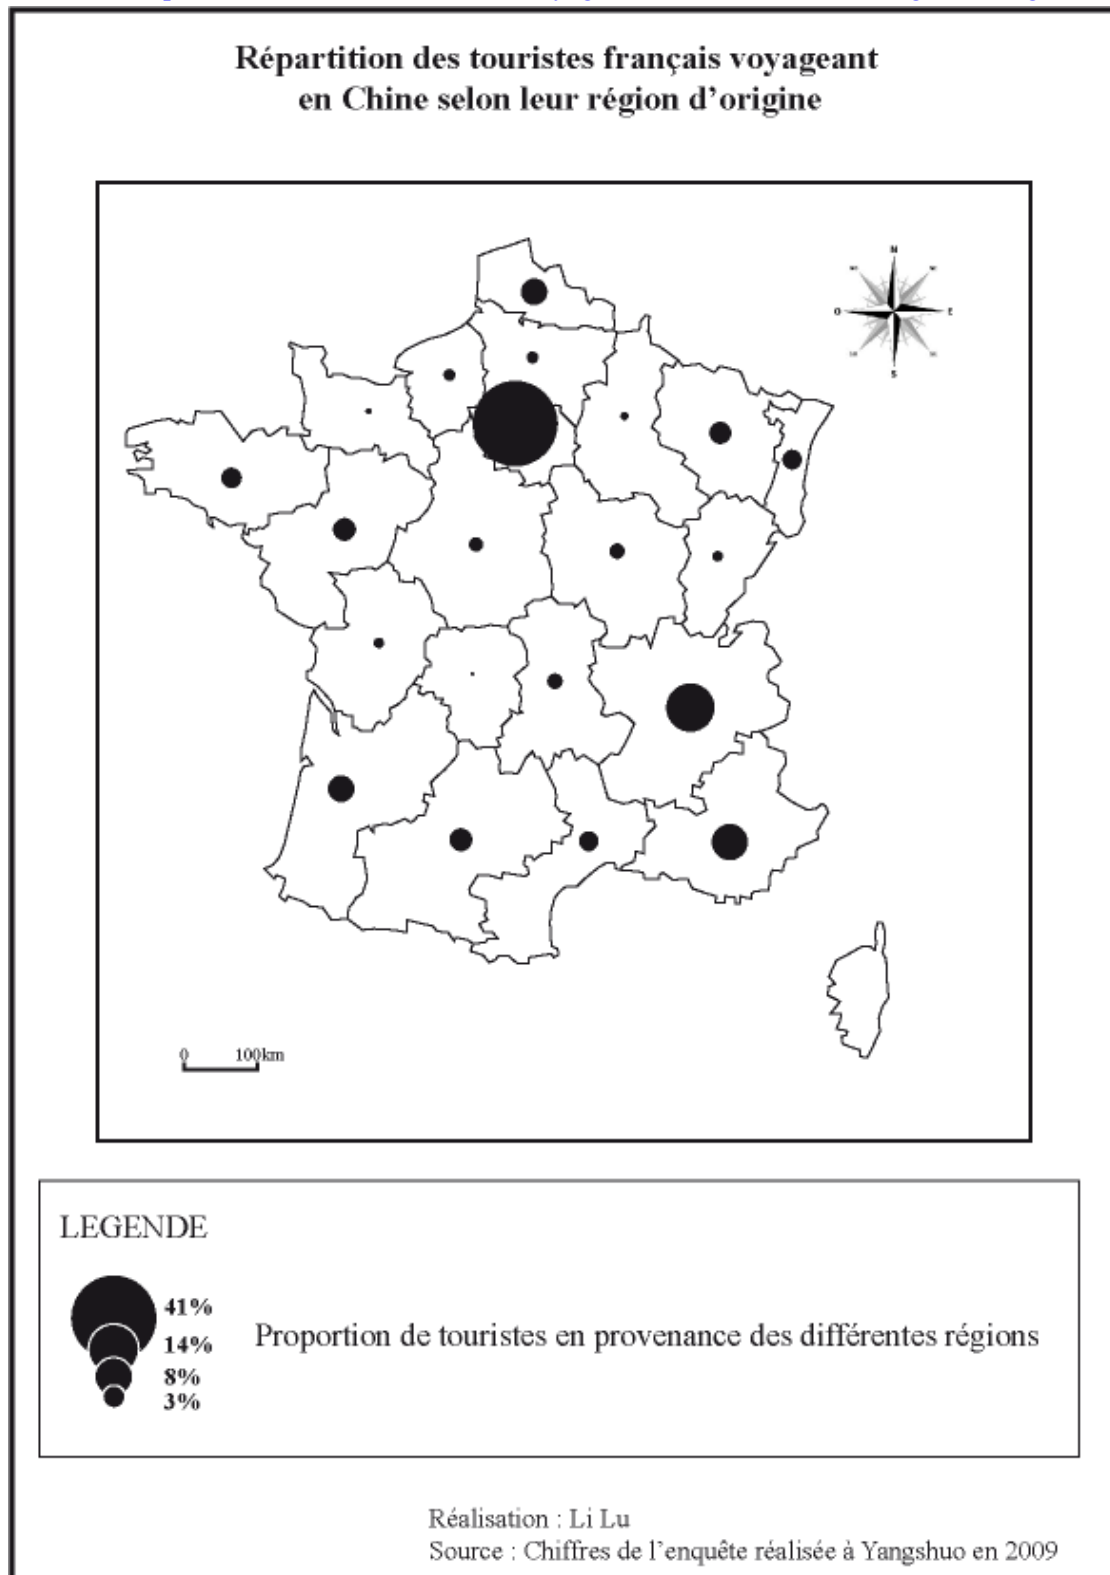 Répartition des touristes français voyageant
en Chine selon leur région d'origine
N
O
E
S
0 100km
LEGENDE
41%
14%
8%
3%
Proportion de touristes en provenance des différentes régions
Réalisation : Li Lu
Source : Chiffres de l'enquête réalisée à Yangshuo en 2009